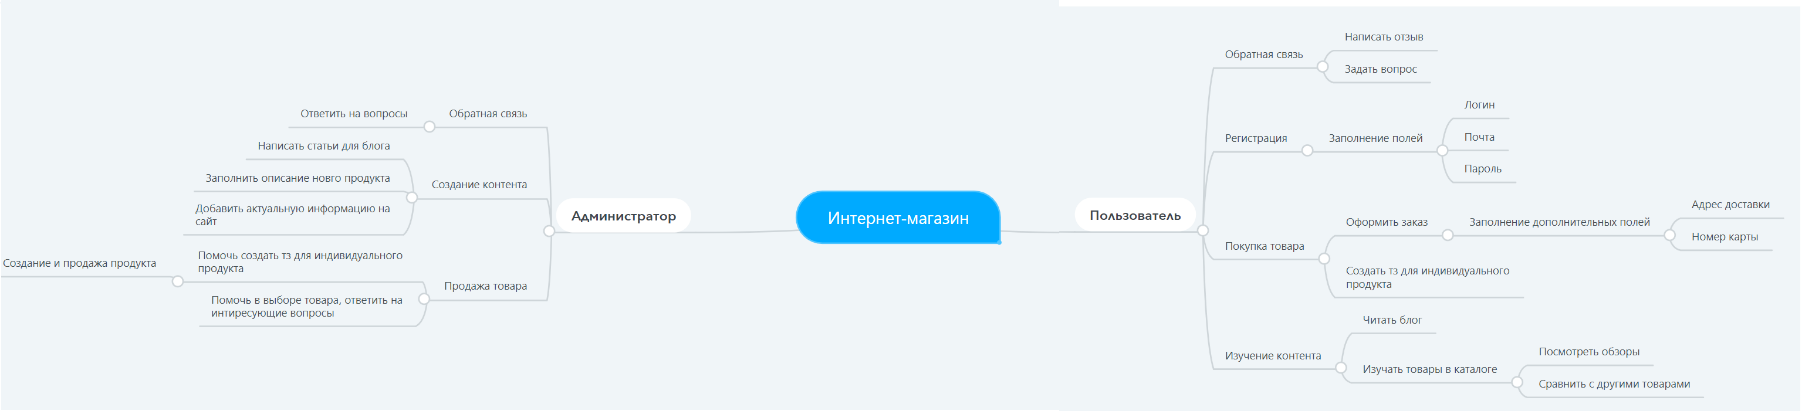 Интернет-магазин
Администратор
Обратная связь
Ответить на вопросы
Создание контента
Написать статьи для блога
Заполнить описание новго продукта
Добавить актуальную информацию на
сайт
Продажа товара
Помочь создать тз для индивидуального
продукта
Создание и продажа продукта
Помочь в выборе товара, ответить на
интиресующие вопросы
Пользователь
Обратная связь
Написать отзыв
Задать вопрос
Регистрация
Заполнение полей
Логин
Почта
Пароль
Покупка товара
Оформить заказ
Заполнение дополнительных полей
Адрес доставки
Номер карты
Создать тз для индивидуального
продукта
Изучение контента
Читать блог
Изучать товары в каталоге
Посмотреть обзоры
Сравнить с другими товарами